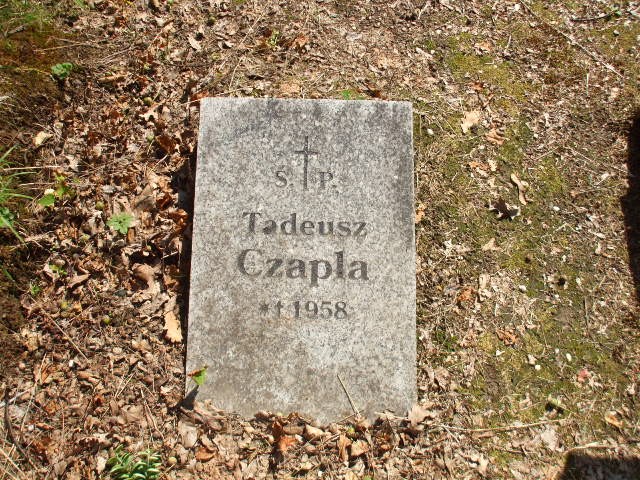 S. P.
Tadeusz
Czapla
*†1958